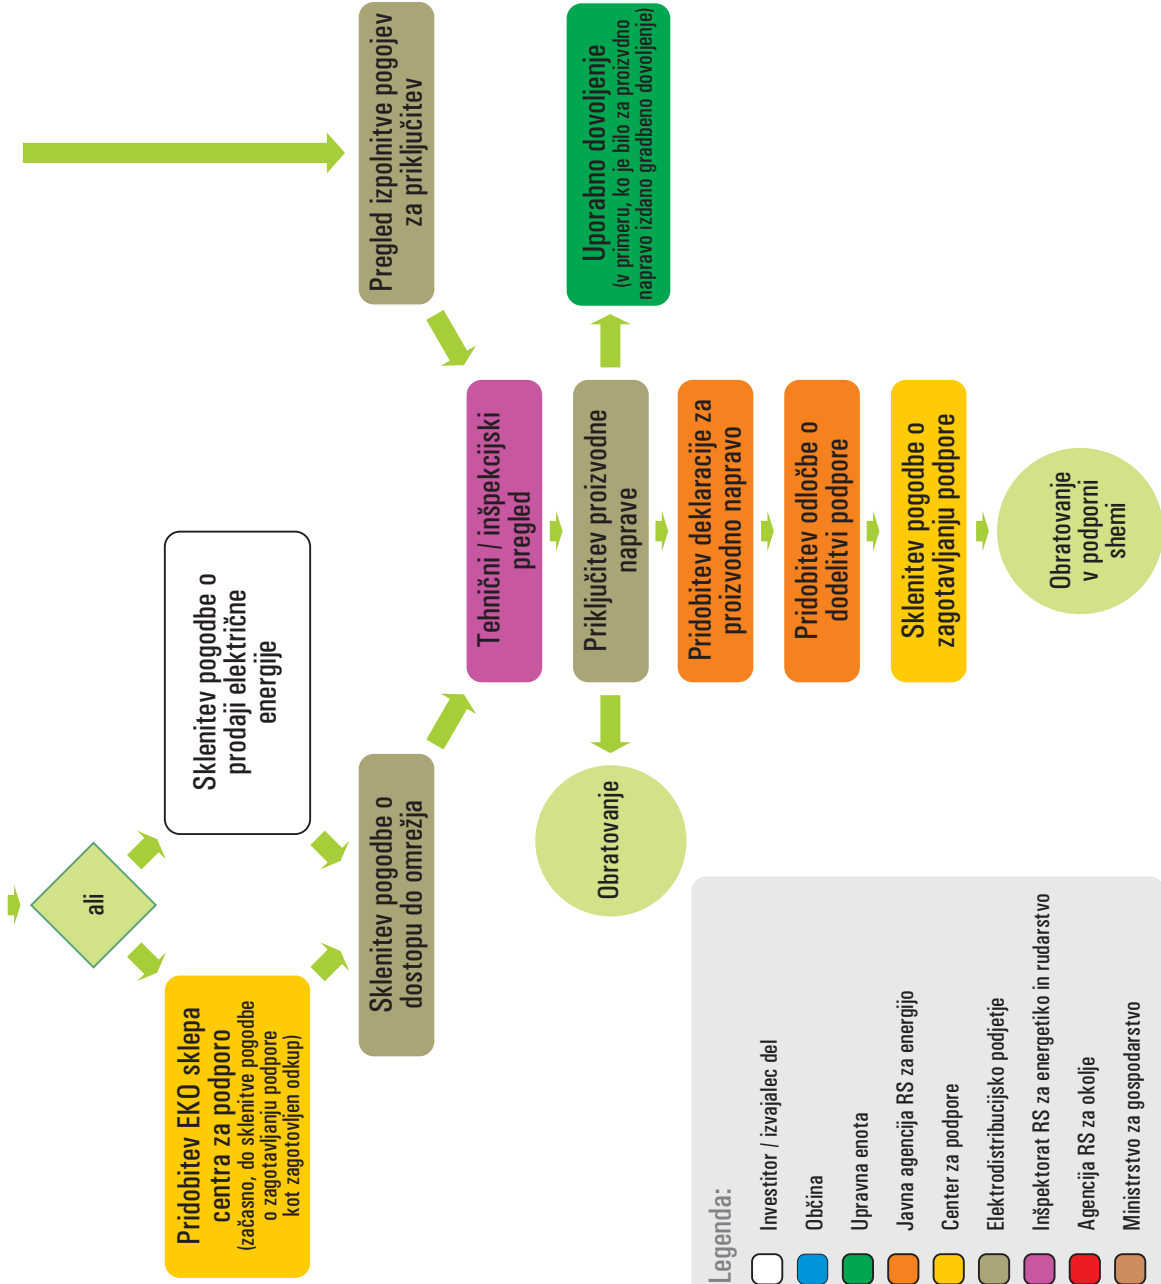 ali
Pridobitev EKO sklepa
centra za podporo
(začasno, do sklenitve pogodbe
o zagotavljanju podpore
kot zagotovljen odkup)
Sklenitev pogodbe o
prodaji električne
energije
Sklenitev pogodbe o
dostopu do omrežja
Pregled izpolnitve pogojev
za priključitev
Tehnični / inšpekcijski
pregled
Obratovanje
Priključitev proizvodne
naprave
Uporabno dovoljenje
(v primeru, ko je bilo za proizvdno
napravo izdano gradbeno dovoljenje)
Pridobitev deklaracije za
proizvodno napravo
Pridobitev odločbe o
dodelitvi podpore
Sklenitev pogodbe o
zagotavljanju podpore
Obratovanje
v podporni
shemi
Legenda:
Investitor / izvajalec del
Občina
Upravna enota
Javna agencija RS za energijo
Center za podpore
Elektrodistribucijsko podjetje
Inšpektorat RS za energetiko in rudarstvo
Agencija RS za okolje
Ministrstvo za gospodarstvo